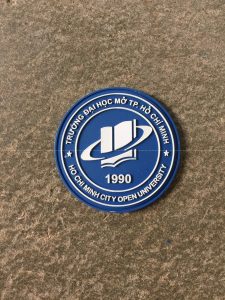 TRƯỜNG ĐẠI HỌC MỞ TP. HỒ CHÍ MINH
1990
HO CHI MINH CITY OPEN UNIVERSITY